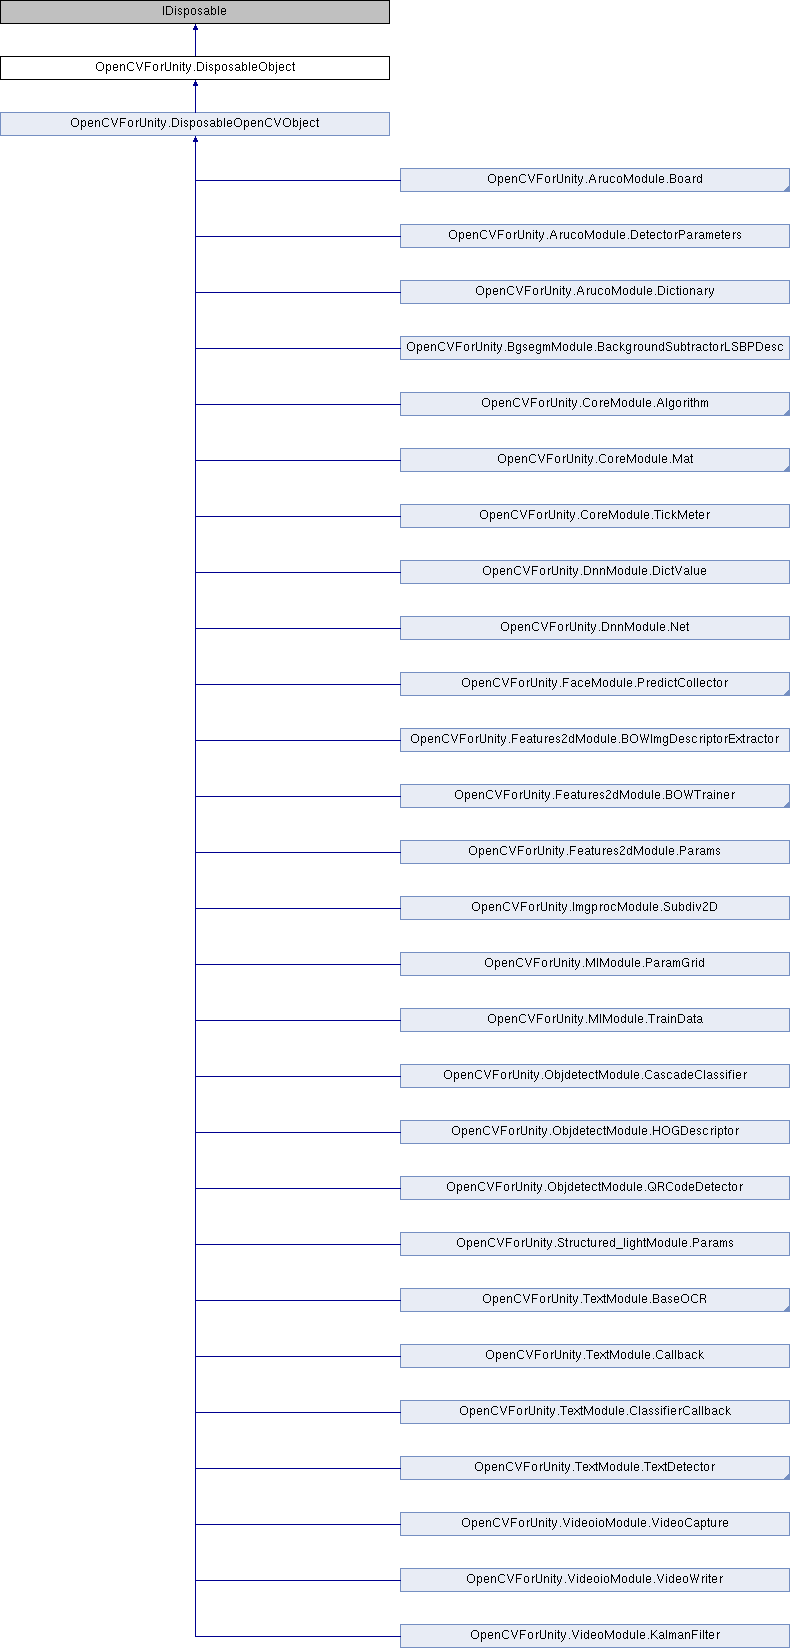 IDisposable
OpenCVForUnity.DisposableObject
OpenCVForUnity.DisposableOpenCVObject
OpenCVForUnity.ArucoModule.Board
OpenCVForUnity.ArucoModule.DetectorParameters
OpenCVForUnity.ArucoModule.Dictionary
OpenCVForUnity.BgsegmModule.BackgroundSubtractorLSBPDesc
OpenCVForUnity.CoreModule.Algorithm
OpenCVForUnity.CoreModule.Mat
OpenCVForUnity.CoreModule.TickMeter
OpenCVForUnity.DnnModule.DictValue
OpenCVForUnity.DnnModule.Net
OpenCVForUnity.FaceModule.PredictCollector
OpenCVForUnity.Features2dModule.BOWImgDescriptorExtractor
OpenCVForUnity.Features2dModule.BOWTrainer
OpenCVForUnity.Features2dModule.Params
OpenCVForUnity.ImgprocModule.Subdiv2D
OpenCVForUnity.MlModule.ParamGrid
OpenCVForUnity.MlModule.TrainData
OpenCVForUnity.ObjdetectModule.CascadeClassifier
OpenCVForUnity.ObjdetectModule.HOGDescriptor
OpenCVForUnity.ObjdetectModule.QRCodeDetector
OpenCVForUnity.Structured_lightModule.Params
OpenCVForUnity.TextModule.BaseOCR
OpenCVForUnity.TextModule.Callback
OpenCVForUnity.TextModule.ClassifierCallback
OpenCVForUnity.TextModule.TextDetector
OpenCVForUnity.VideoioModule.VideoCapture
OpenCVForUnity.VideoioModule.VideoWriter
OpenCVForUnity.VideoModule.KalmanFilter